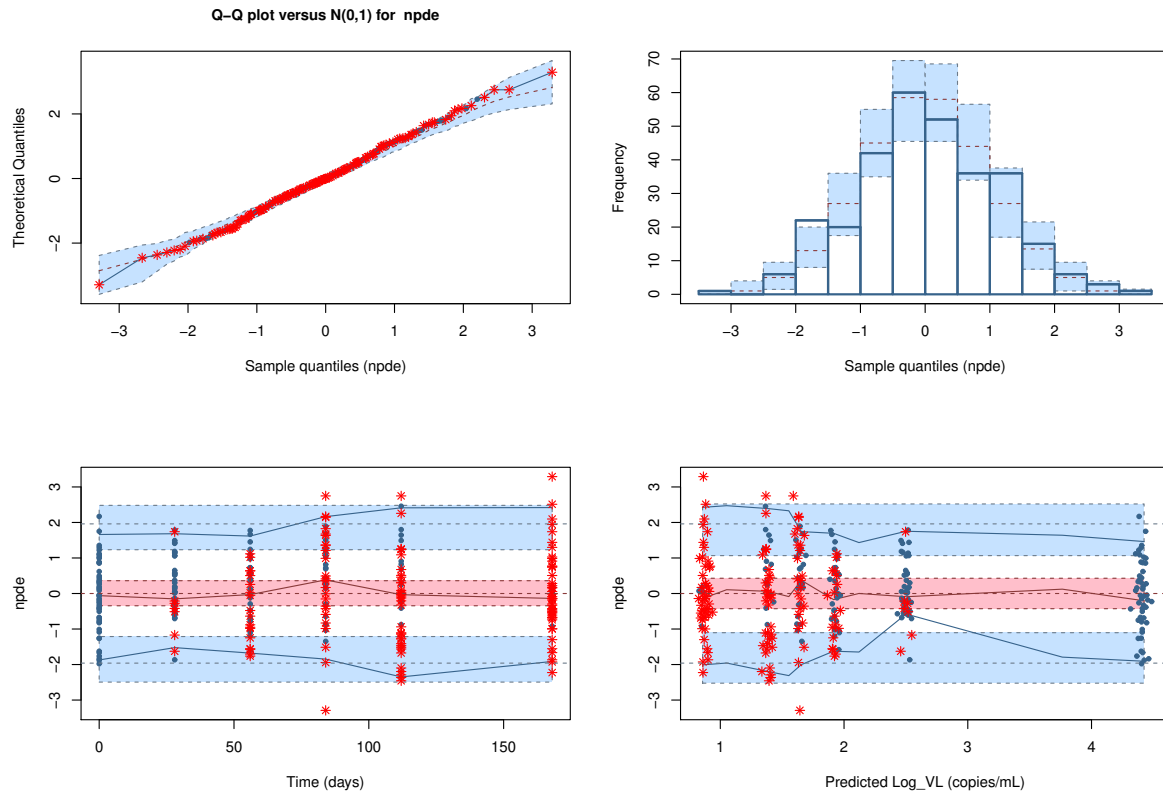 Q−Q plot versus N(0,1) for npde
Theoretical Quantiles
2
0
−2
−3 −2 −1 0 1 2 3
Sample quantiles (npde)
Frequency
70
60
50
40
30
20
10
0
−3 −2 −1 0 1 2 3
Sample quantiles (npde)
npde
3
2
1
0
−1
−2
−3
0 50 100 150
Time (days)
npde
3
2
1
0
−1
−2
−3
1 2 3 4
Predicted Log_VL (copies/mL)